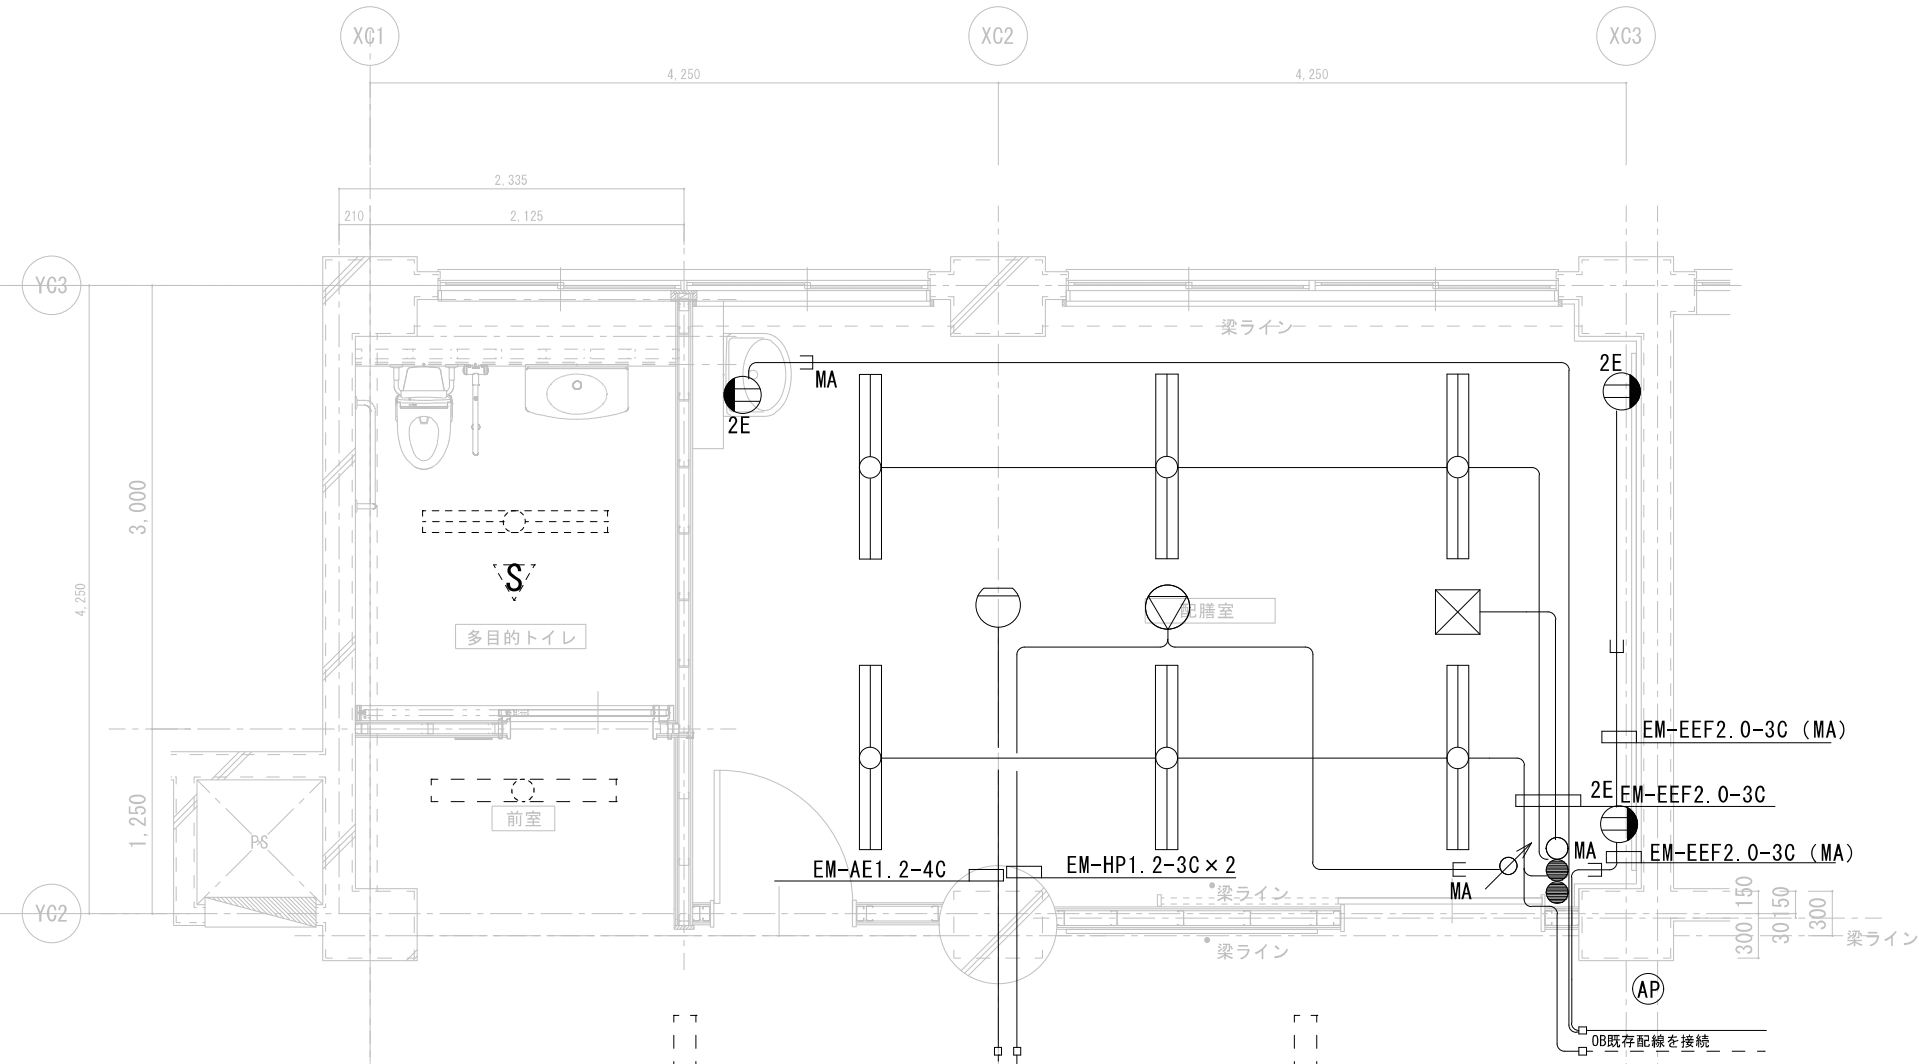 XC1
XC2
XC3
4,250
4,250
2,335
210
2,125
YC3
梁ライン
2E
MA
2E
3,000
4,250
S
配膳室
多目的トイレ
EM-EEF2.0-3C (MA)
2E
EM-EEF2.0-3C
1,250
前室
PS
MA
EM-EEF2.0-3C (MA)
EM-AE1.2-4C
EM-HP1.2-3C×2
MA
梁ライン
YC2
150
300
150
30
300
梁ライン
梁ライン
AP
OB既存配線を接続